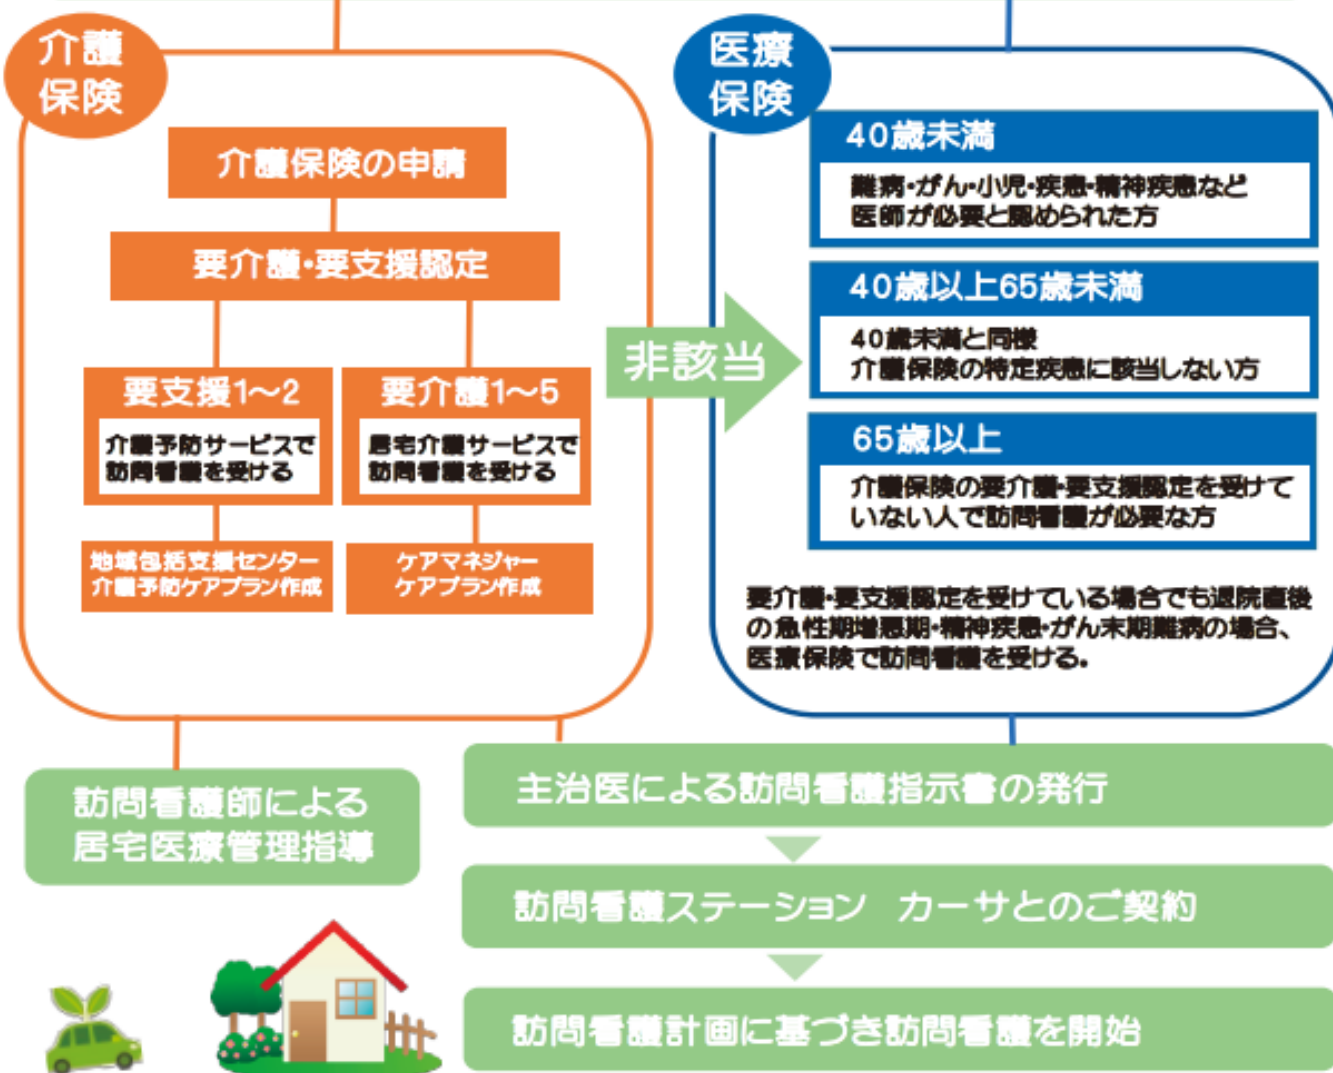 介護
保険
介護保険の申請
要介護・要支援認定
要支援1～2
介護予防サービスで
訪問看護を受ける
地域包括支援センター
介護予防ケアプラン作成
要介護1～5
居宅介護サービスで
訪問看護を受ける
ケアマネジャー
ケアプラン作成
非該当
医療
保険
40歳未満
難病・がん・小児・疾患・精神疾患など
医師が必要と認められた方
40歳以上65歳未満
40歳未満と同様
介護保険の特定疾患に該当しない方
65歳以上
介護保険の要介護・要支援認定を受けて
いない人で訪問看護が必要な方
要介護・要支援認定を受けている場合でも退院直後
の急性期増悪期・精神疾患・がん末期難病の場合、
医療保険で訪問看護を受ける。
訪問看護師による
居宅医療管理指導
主治医による訪問看護指示書の発行
訪問看護ステーション カーサとのご契約
訪問看護計画に基づき訪問看護を開始